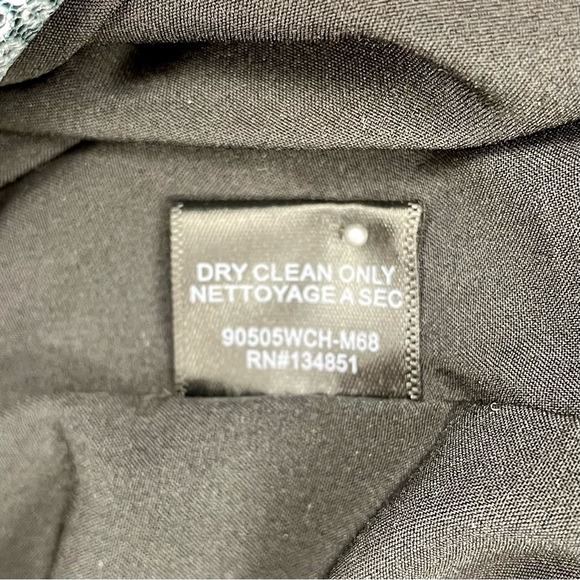 DRY CLEAN ONLY
NETTOYAGE A SEC
90505WCH-M68
RN#134851